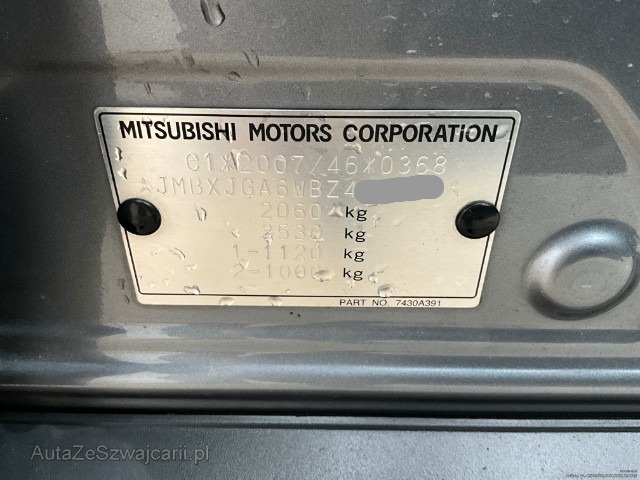 MITSUBISHI MOTORS CORPORATION
e1*2007/46*0368
*JMBXJGA6WBZ4 *
2060 kg
2530 kg
1-1120 kg
2-1000 kg
PART NO. 7430A391
AutaZeSzwajcarii.pl